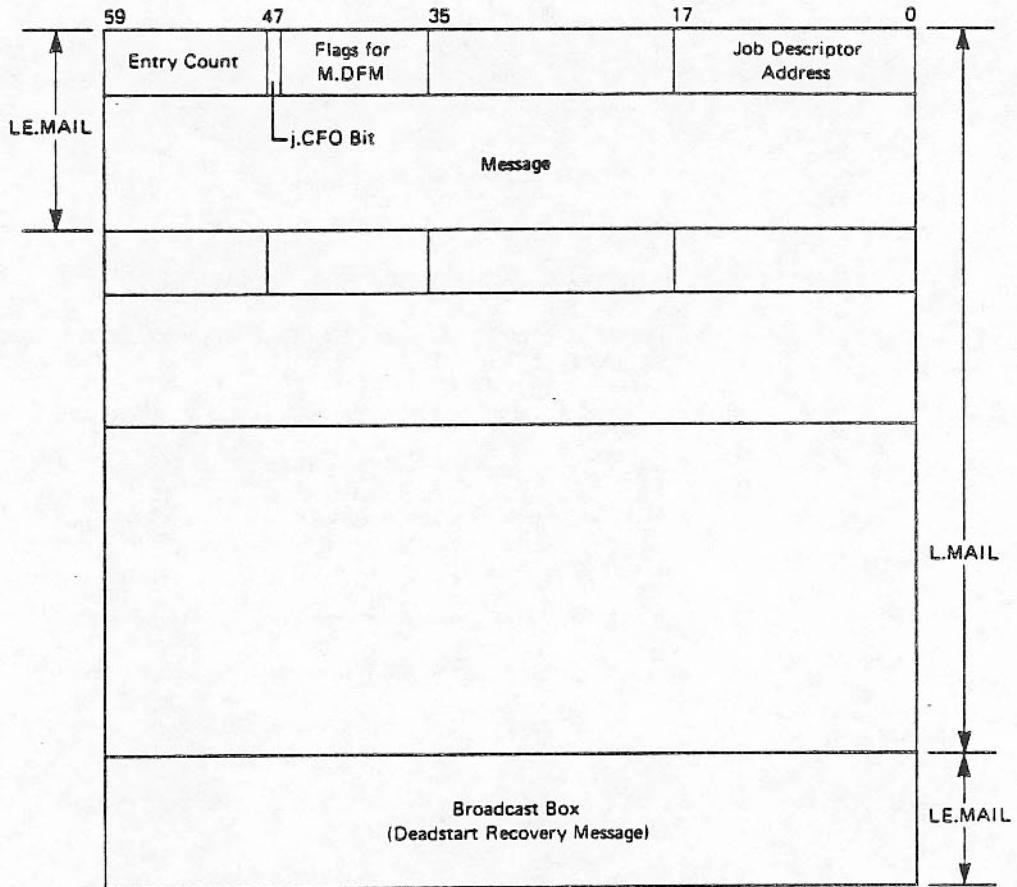 59 47 35 17 0
Entry Count
Flags for
M.DFM
Job Descriptor
Address
LE.MAIL
j.CFO Bit
Message
L.MAIL
Broadcast Box
(Deadstart Recovery Message)
LE.MAIL